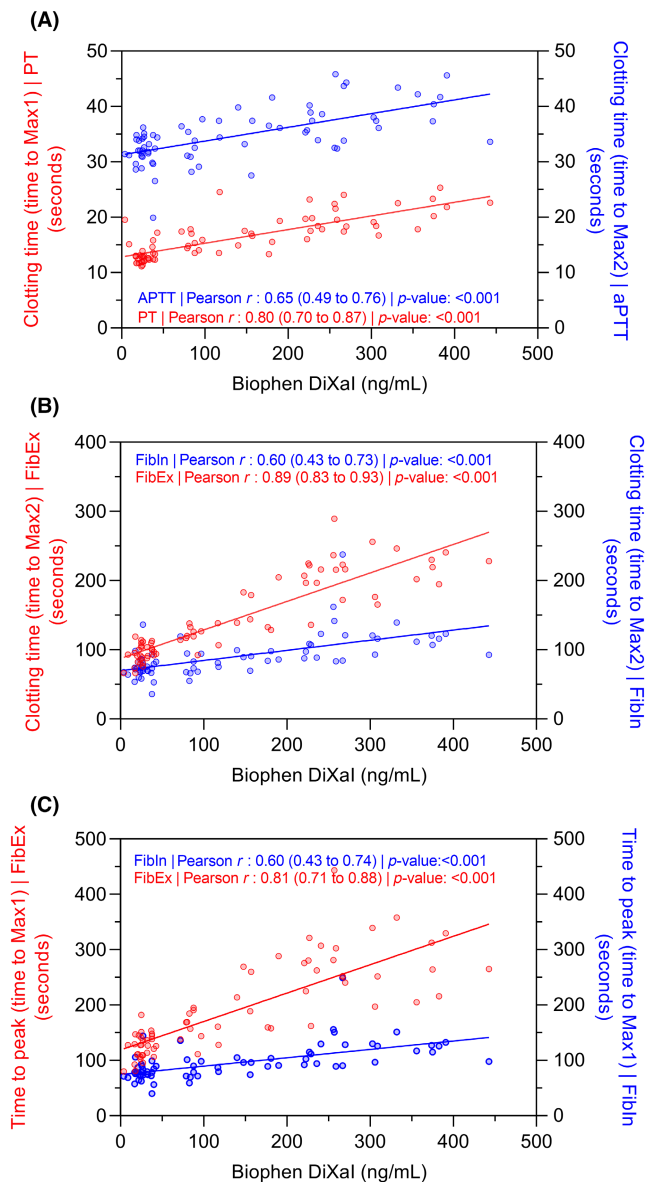 (A)
Clotting time (time to Max1) | PT
(seconds)
50
40
30
20
10
0
50
40
30
20
10
0
Clotting time (time to Max2) | aPTT
(seconds)
APTT | Pearson r : 0.65 (0.49 to 0.76) | p-value: <0.001
PT | Pearson r : 0.80 (0.70 to 0.87) | p-value: <0.001
0 100 200 300 400 500
Biophen DiXaI (ng/mL)
(B)
Clotting time (time to Max2) | FibEx
(seconds)
400
300
200
100
0
400
300
200
100
0
Clotting time (time to Max2) | FibIn
(seconds)
FibIn | Pearson r : 0.60 (0.43 to 0.73) | p-value: <0.001
FibEx | Pearson r : 0.89 (0.83 to 0.93) | p-value: <0.001
0 100 200 300 400 500
Biophen DiXaI (ng/mL)
(C)
Time to peak (time to Max1) | FibEx
(seconds)
500
400
300
200
100
0
500
400
300
200
100
0
Time to peak (time to Max1) | FibIn
(seconds)
FibIn | Pearson r : 0.60 (0.43 to 0.74) | p-value:<0.001
FibEx | Pearson r : 0.81 (0.71 to 0.88) | p-value: <0.001
0 100 200 300 400 500
Biophen DiXaI (ng/mL)